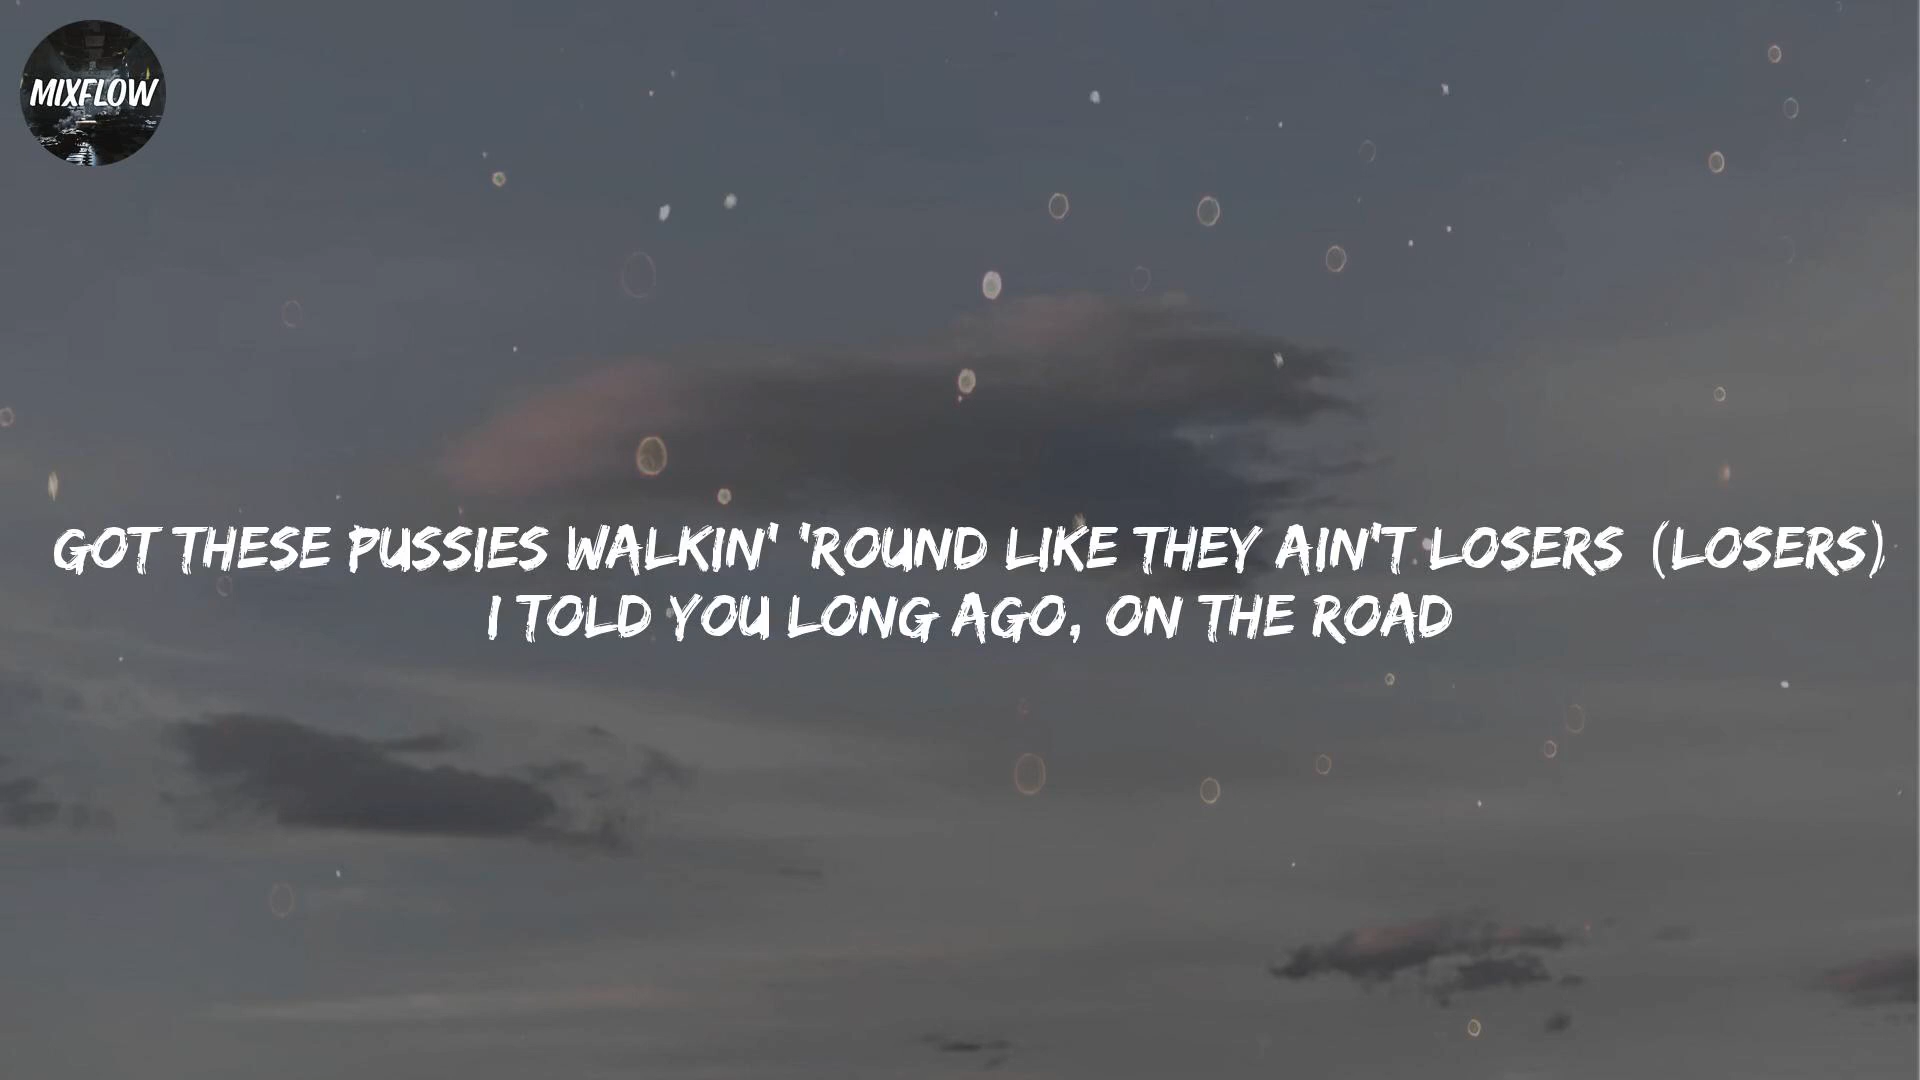 MIXFLOW
GOT THESE PUSSIES WALKIN' 'ROUND LIKE THEY AIN'T LOSERS (LOSERS)
I TOLD YOU LONG AGO, ON THE ROAD